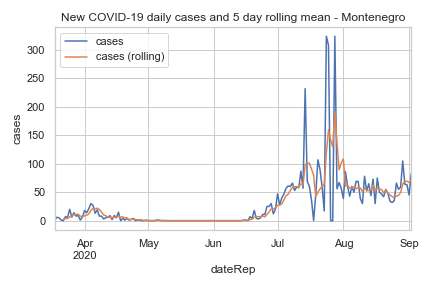 New COVID-19 daily cases and 5 day rolling mean - Montenegro
cases
cases (rolling)
300
250
200
150
100
50
0
cases
Apr
2020
May
Jun
Jul
Aug
Sep
dateRep